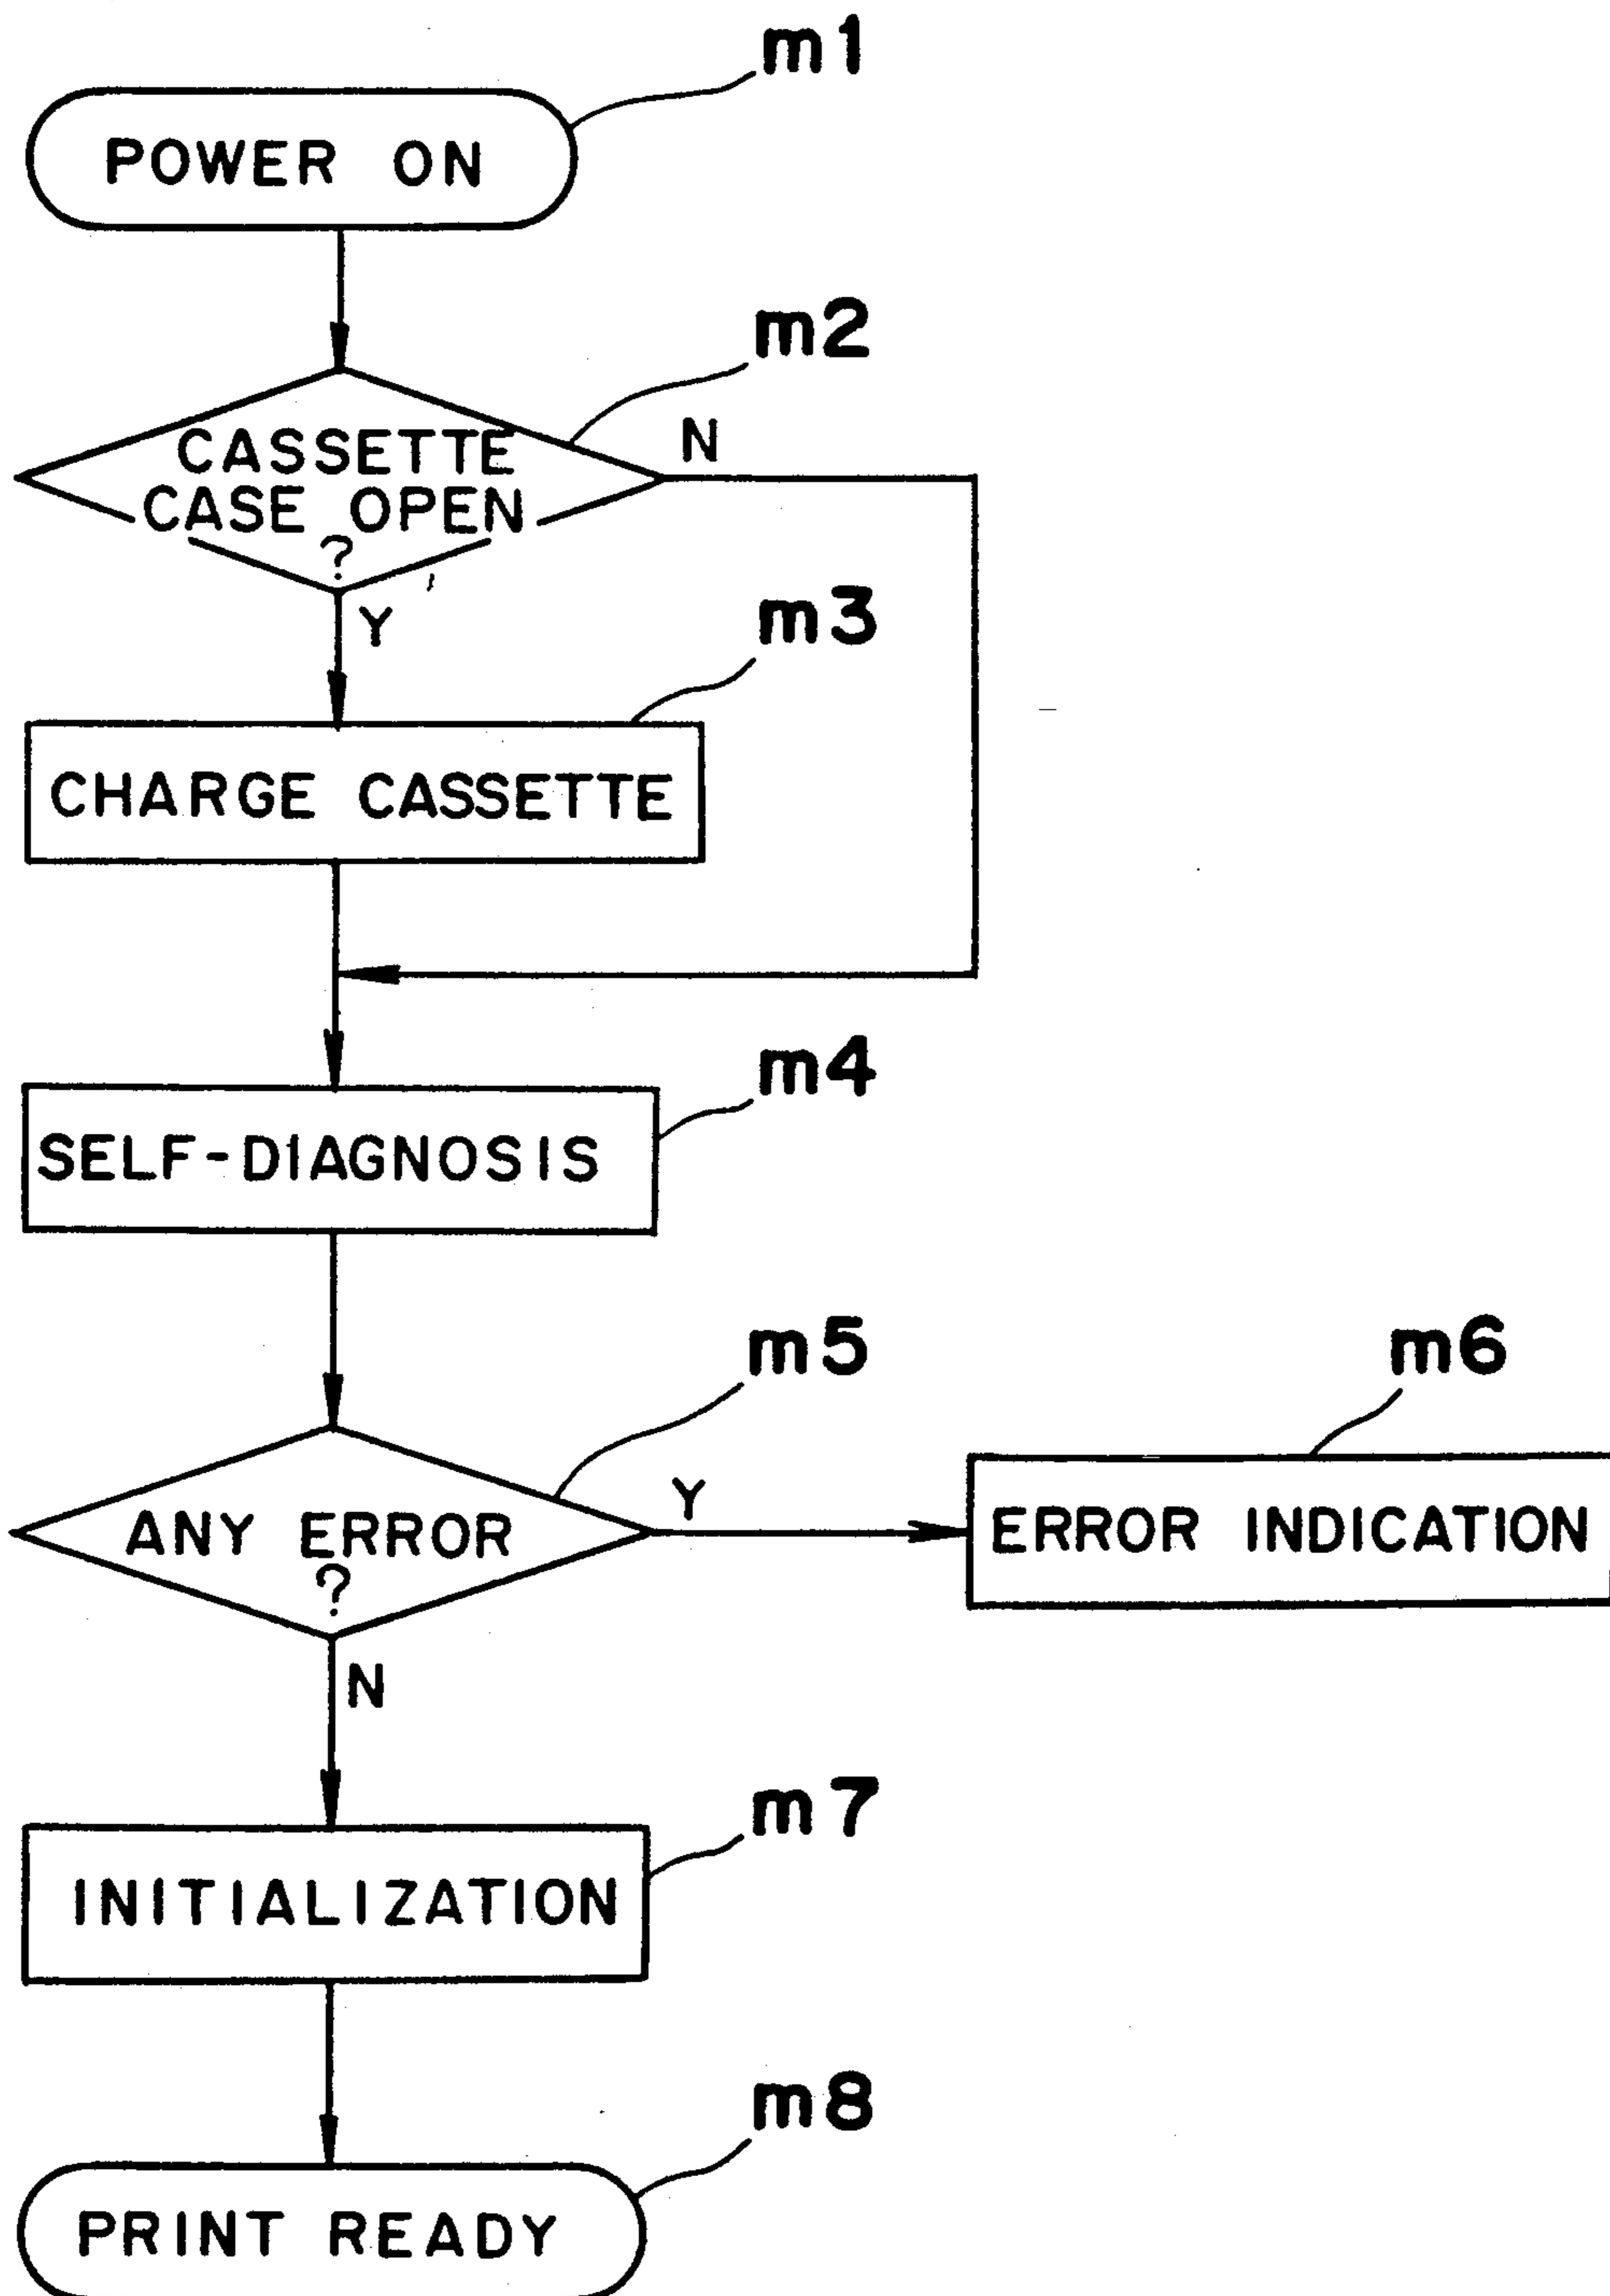 m1
POWER ON
m2
CASSETTE
CASE OPEN
?
N
Y
m3
CHARGE CASSETTE
m4
SELF-DIAGNOSIS
m5
m6
ANY ERROR
?
Y
ERROR INDICATION
N
m7
INITIALIZATION
m8
PRINT READY